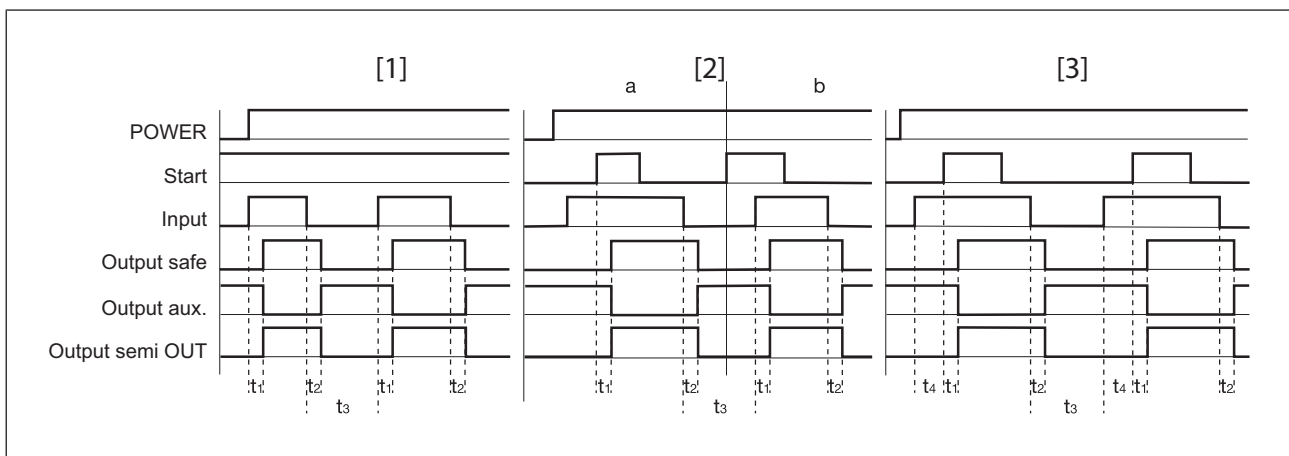 [1] [2] [3]
a b
POWER
Start
Input
Output safe
Output aux.
Output semi OUT
t1 t2 t1 t2 t1 t2 t1 t2 t4 t1 t2 t4 t1 t2
t3 t3 t3